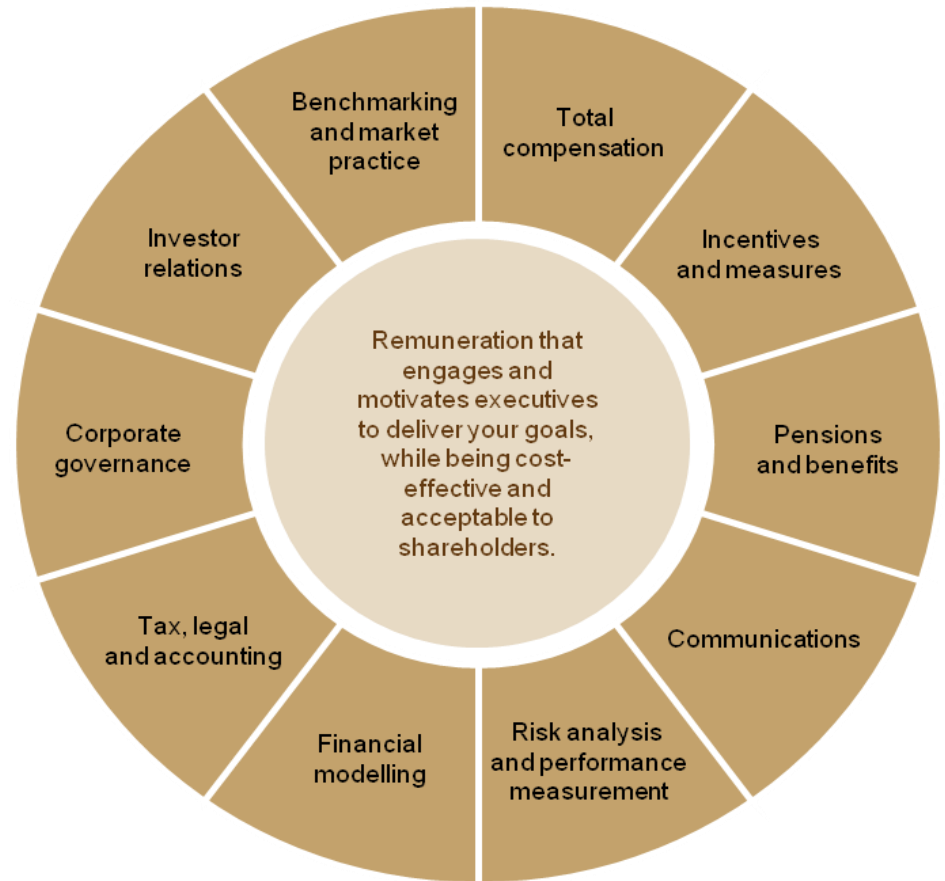 Benchmarking
and market
practice
Total
compensation
Incentives
and measures
Pensions
and benefits
Communications
Risk analysis
and performance
measurement
Financial
modelling
Tax, legal
and accounting
Corporate
governance
Investor
relations
Remuneration that
engages and
motivates executives
to deliver your goals,
while being cost-
effective and
acceptable to
shareholders.